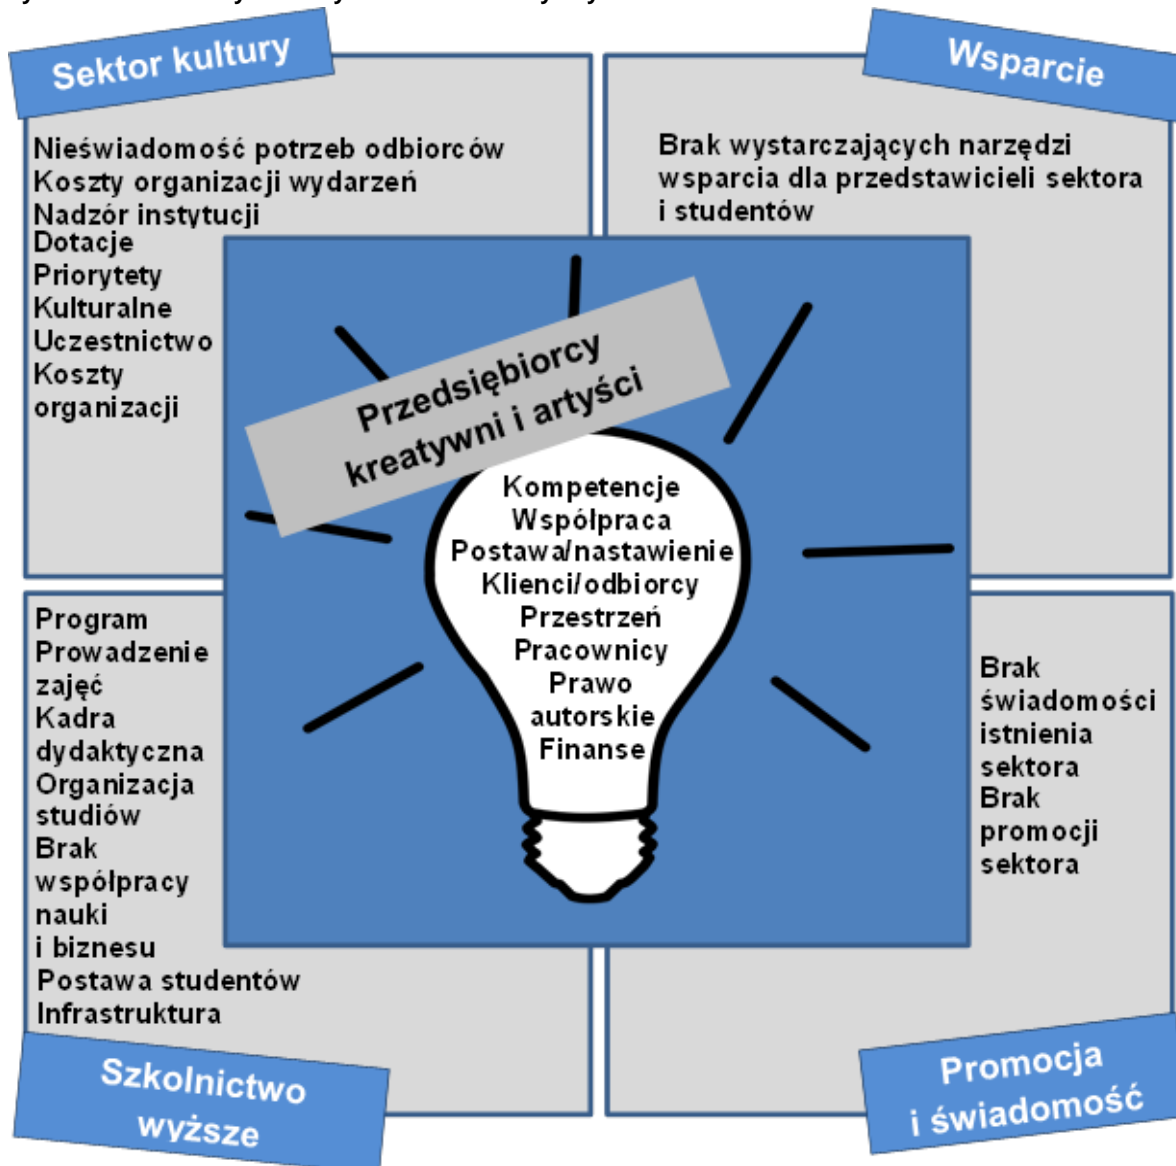 Sektor kultury
Nieświadomość potrzeb odbiorców
Koszty organizacji wydarzeń
Nadzór instytucji
Dotacje
Priorytety
Kulturalne
Uczestnictwo
Koszty
organizacji
Wsparcie
Brak wystarczających narzędzi
wsparcia dla przedstawicieli sektora
i studentów
Przedsiębiorcy
kreatywni i artyści
Kompetencje
Współpraca
Postawa/nastawienie
Klienci/odbiorcy
Przestrzeń
Pracownicy
Prawo
autorskie
Finanse
Program
Prowadzenie
zajęć
Kadra
dydaktyczna
Organizacja
studiów
Brak
współpracy
nauki
i biznesu
Postawa studentów
Infrastruktura
Szkolnictwo
wyższe
Brak
świadomości
istnienia
sektora
Brak
promocji
sektora
Promocja
i świadomość